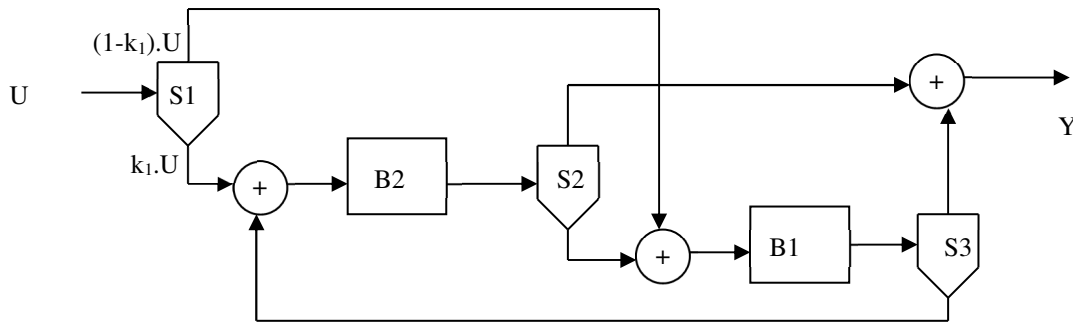 (1-k₁).U
U
S1
k₁.U
+
B2
S2
+
B1
S3
+
Y